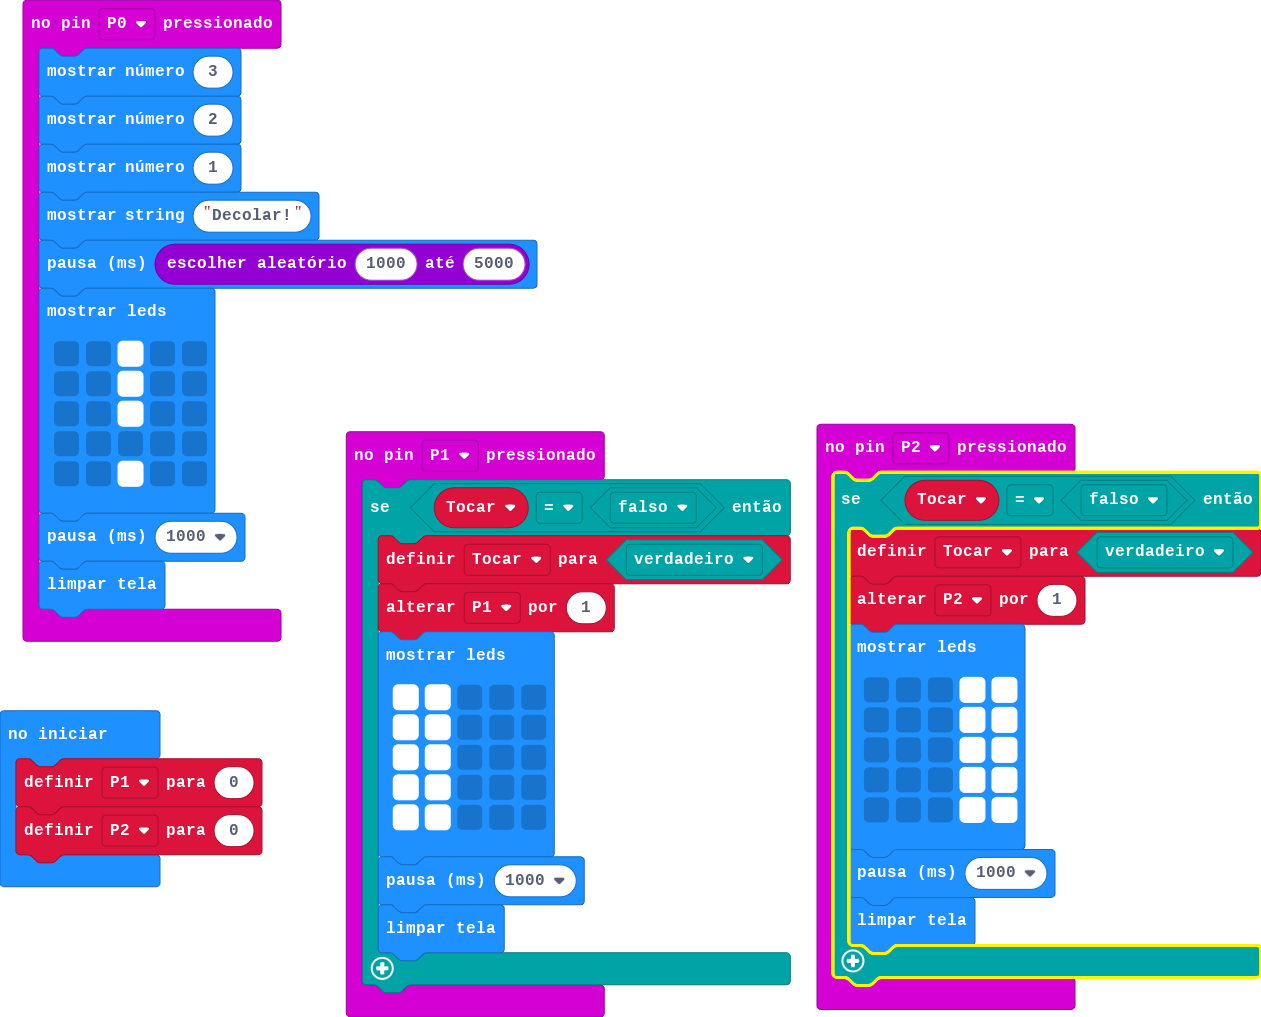 no pin P0 pressionado
mostrar número 3
mostrar número 2
mostrar número 1
mostrar string "Decolar!"
pausa (ms) escolher aleatório 1000 até 5000
mostrar leds
pausa (ms) 1000
limpar tela
no iniciar
definir P1 para 0
definir P2 para 0
no pin P1 pressionado
se Tocar = falso então
definir Tocar para verdadeiro
alterar P1 por 1
mostrar leds
pausa (ms) 1000
limpar tela
no pin P2 pressionado
se Tocar = falso então
definir Tocar para verdadeiro
alterar P2 por 1
mostrar leds
pausa (ms) 1000
limpar tela